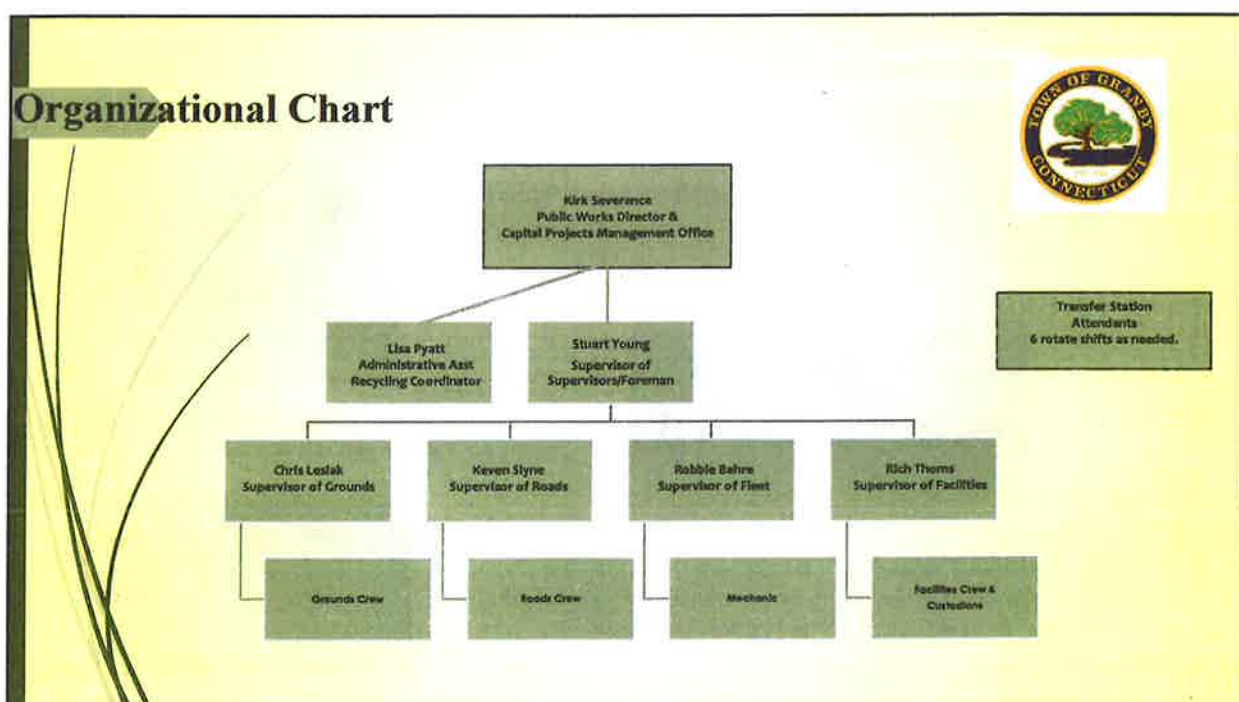 Organizational Chart
TOWN OF GRANBY
CONNECTICUT
Kirk Severance
Public Works Director &
Capital Projects Management Office
Transfer Station
Attendants
6 rotate shifts as needed.
Lisa Pyatt
Administrative Asst
Recycling Coordinator
Stuart Young
Supervisor of
Supervisors/Foreman
Chris Lesiak
Supervisor of Grounds
Keven Slyne
Supervisor of Roads
Robbie Bahre
Supervisor of Fleet
Rich Thoms
Supervisor of Facilities
Grounds Crew
Roads Crew
Mechanic
Facilities Crew &
Custodians